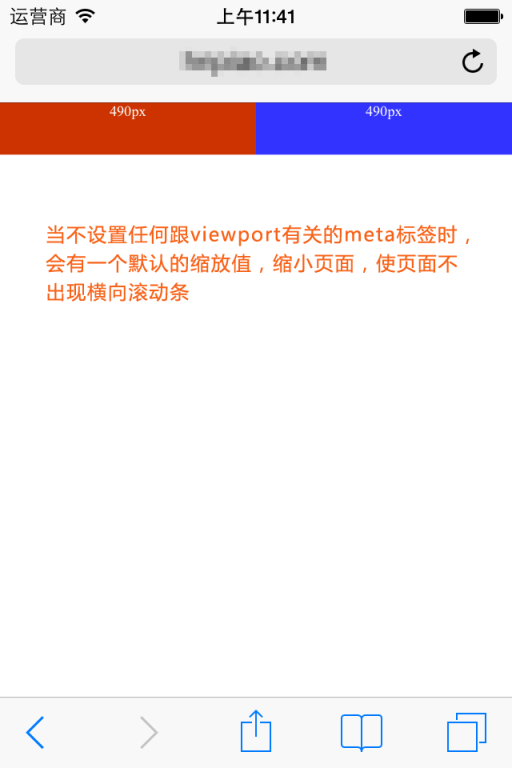 运营商 上午11:41
490px 490px
当不设置任何跟viewport有关的meta标签时，
会有一个默认的缩放值，缩小页面，使页面不
出现横向滚动条